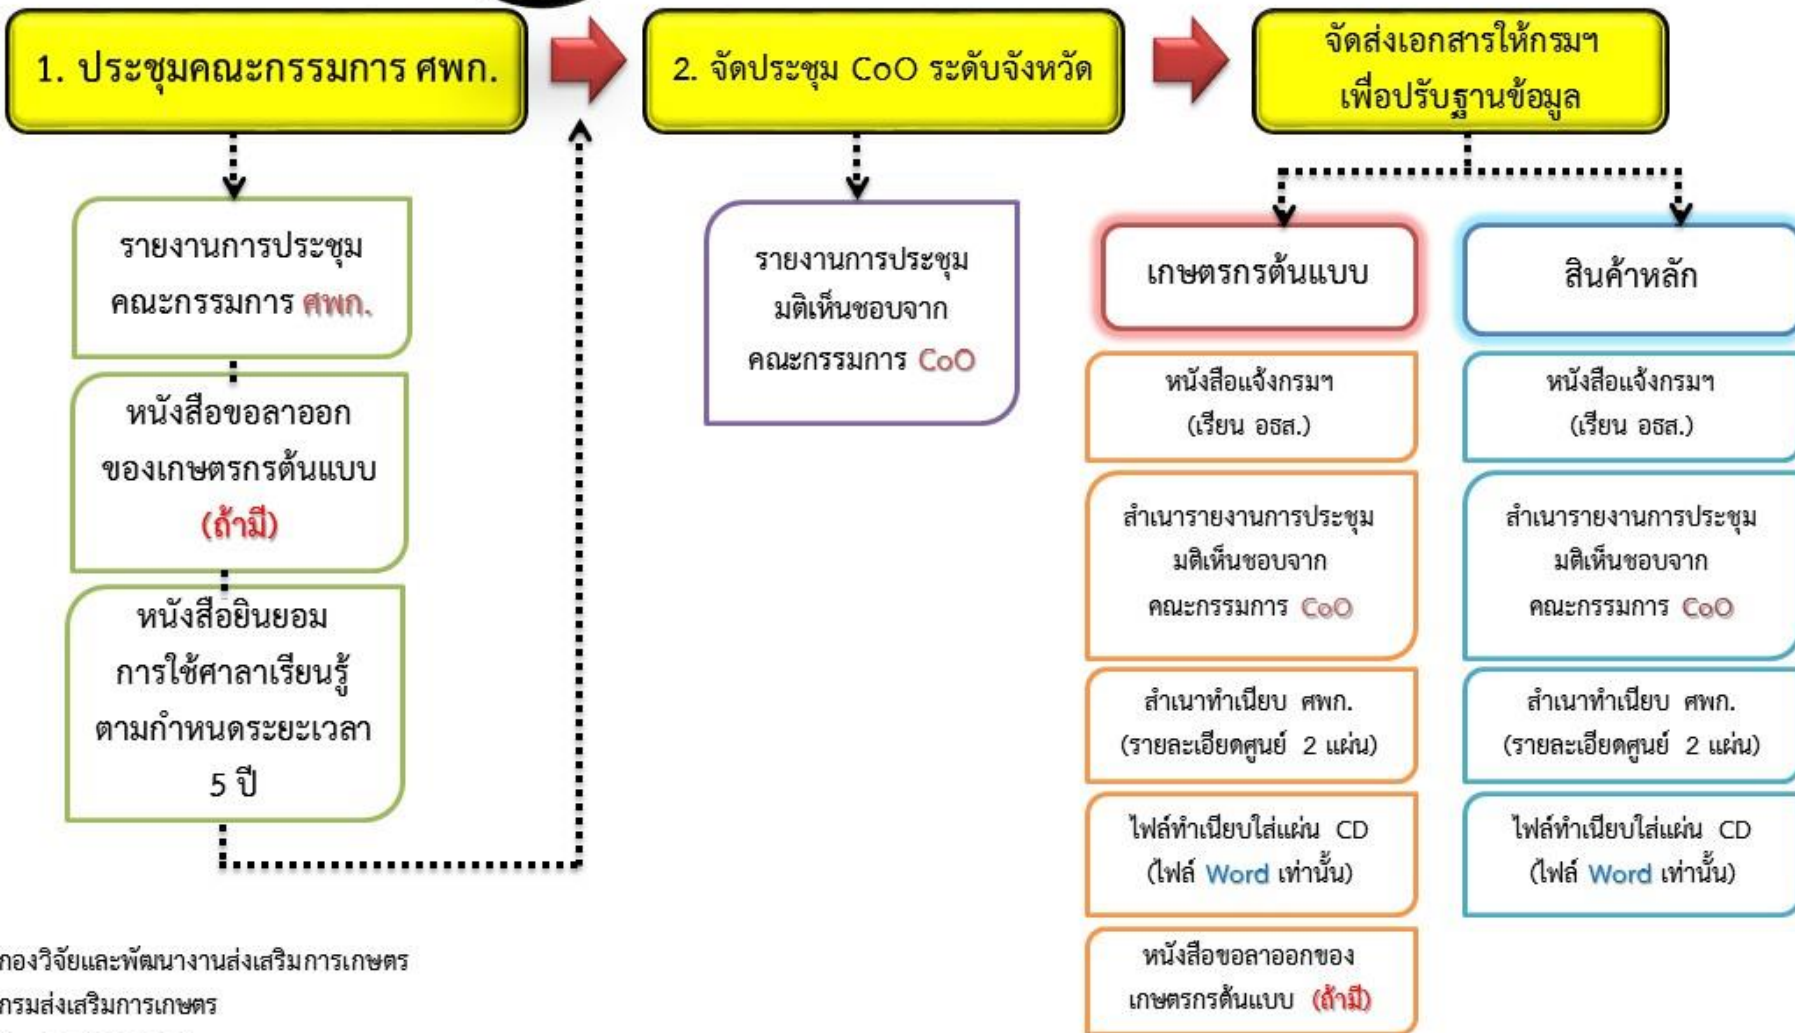 1. ประชุมคณะกรรมการ ศพก.
2. จัดประชุม CoO ระดับจังหวัด
จัดส่งเอกสารให้กรมฯ
เพื่อปรับฐานข้อมูล
รายงานการประชุม
คณะกรรมการ ศพก.
หนังสือขอลาออก
ของเกษตรกรต้นแบบ
(ถ้ามี)
หนังสือยินยอม
การใช้ศาลาเรียนรู้
ตามกำหนดระยะเวลา
5 ปี
รายงานการประชุม
มติเห็นชอบจาก
คณะกรรมการ CoO
เกษตรกรต้นแบบ
หนังสือแจ้งกรมฯ
(เรียน อธส.)
สำเนารายงานการประชุม
มติเห็นชอบจาก
คณะกรรมการ CoO
สำเนาทำเนียบ ศพก.
(รายละเอียดศูนย์ 2 แผ่น)
ไฟล์ทำเนียบใส่แผ่น CD
(ไฟล์ Word เท่านั้น)
หนังสือขอลาออกของ
เกษตรกรต้นแบบ (ถ้ามี)
สินค้าหลัก
หนังสือแจ้งกรมฯ
(เรียน อธส.)
สำเนารายงานการประชุม
มติเห็นชอบจาก
คณะกรรมการ CoO
สำเนาทำเนียบ ศพก.
(รายละเอียดศูนย์ 2 แผ่น)
ไฟล์ทำเนียบใส่แผ่น CD
(ไฟล์ Word เท่านั้น)
กองวิจัยและพัฒนางานส่งเสริมการเกษตร
กรมส่งเสริมการเกษตร